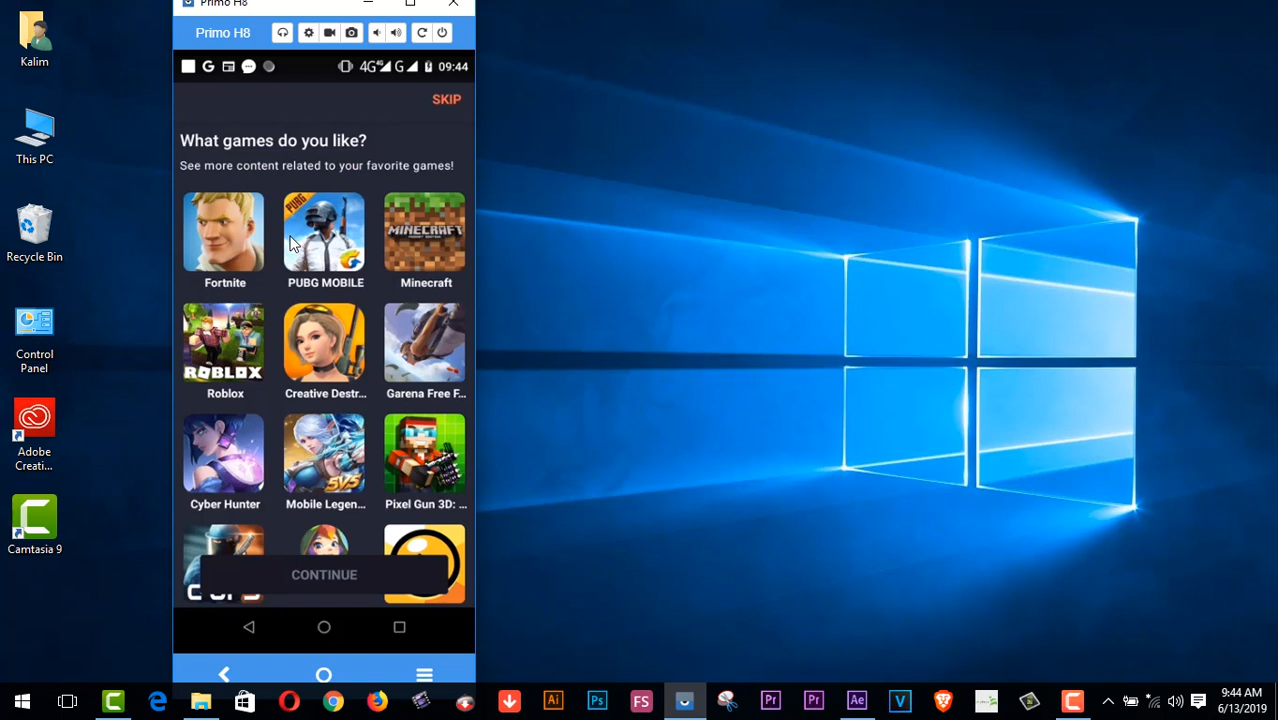 Primo H8
Primo H8
4G G 09:44
SKIP
What games do you like?
See more content related to your favorite games!
PUBG
MINECRAFT
Fortnite PUBG MOBILE Minecraft
ROBLOX
Roblox Creative Destr... Garena Free F...
5V5
Cyber Hunter Mobile Legen... Pixel Gun 3D: ...
CONTINUE
Kalim
This PC
Recycle Bin
Control
Panel
Adobe
Creati...
Camtasia 9
Ai Ps FS Pr Pr Ae V
9:44 AM
6/13/2019